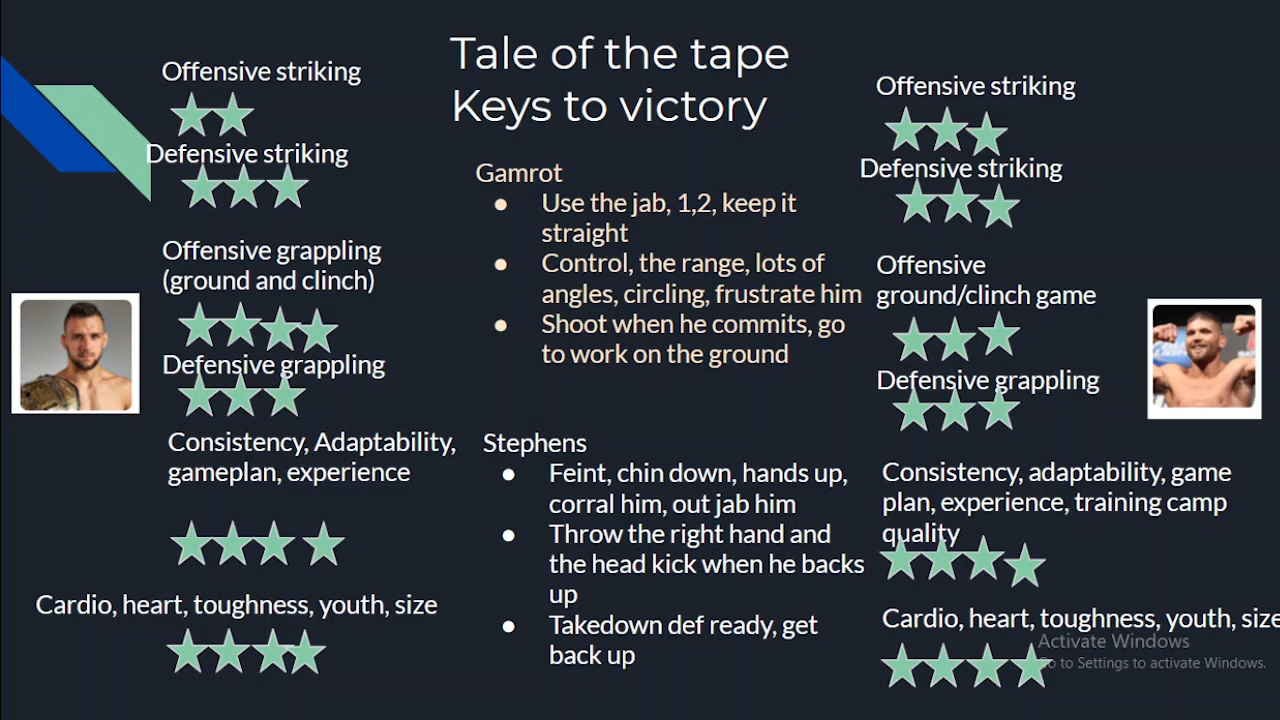 Tale of the tape
Keys to victory
Offensive striking
Defensive striking
Offensive grappling
(ground and clinch)
Defensive grappling
Consistency, Adaptability,
gameplan, experience
Cardio, heart, toughness, youth, size
Gamrot
● Use the jab, 1,2, keep it
straight
● Control, the range, lots of
angles, circling, frustrate him
● Shoot when he commits, go
to work on the ground
Stephens
● Feint, chin down, hands up,
corral him, out jab him
● Throw the right hand and
the head kick when he backs
up
● Takedown def ready, get
back up
Offensive striking
Defensive striking
Offensive
ground/clinch game
Defensive grappling
Consistency, adaptability, game
plan, experience, training camp
quality
Cardio, heart, toughness, youth, size
Activate Windows
Go to Settings to activate Windows.